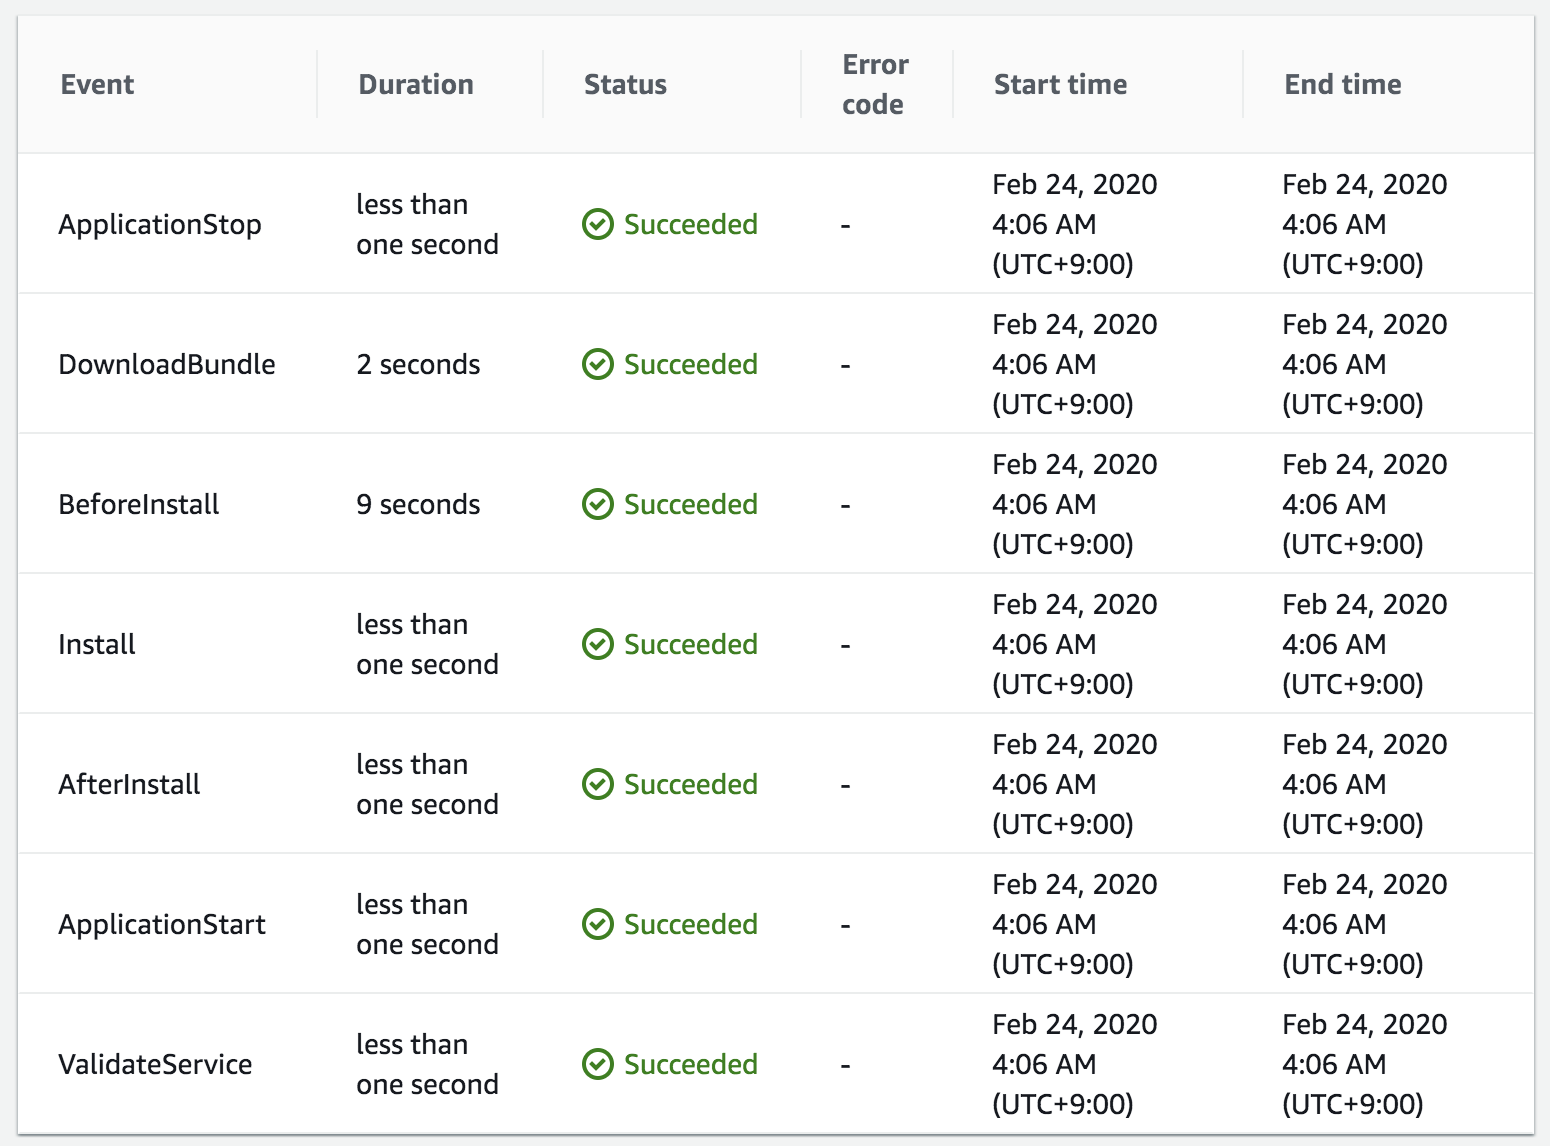 Event Duration Status Error code Start time End time
ApplicationStop less than one second Succeeded - Feb 24, 2020 4:06 AM (UTC+9:00) Feb 24, 2020 4:06 AM (UTC+9:00)
DownloadBundle 2 seconds Succeeded - Feb 24, 2020 4:06 AM (UTC+9:00) Feb 24, 2020 4:06 AM (UTC+9:00)
BeforeInstall 9 seconds Succeeded - Feb 24, 2020 4:06 AM (UTC+9:00) Feb 24, 2020 4:06 AM (UTC+9:00)
Install less than one second Succeeded - Feb 24, 2020 4:06 AM (UTC+9:00) Feb 24, 2020 4:06 AM (UTC+9:00)
AfterInstall less than one second Succeeded - Feb 24, 2020 4:06 AM (UTC+9:00) Feb 24, 2020 4:06 AM (UTC+9:00)
ApplicationStart less than one second Succeeded - Feb 24, 2020 4:06 AM (UTC+9:00) Feb 24, 2020 4:06 AM (UTC+9:00)
ValidateService less than one second Succeeded - Feb 24, 2020 4:06 AM (UTC+9:00) Feb 24, 2020 4:06 AM (UTC+9:00)